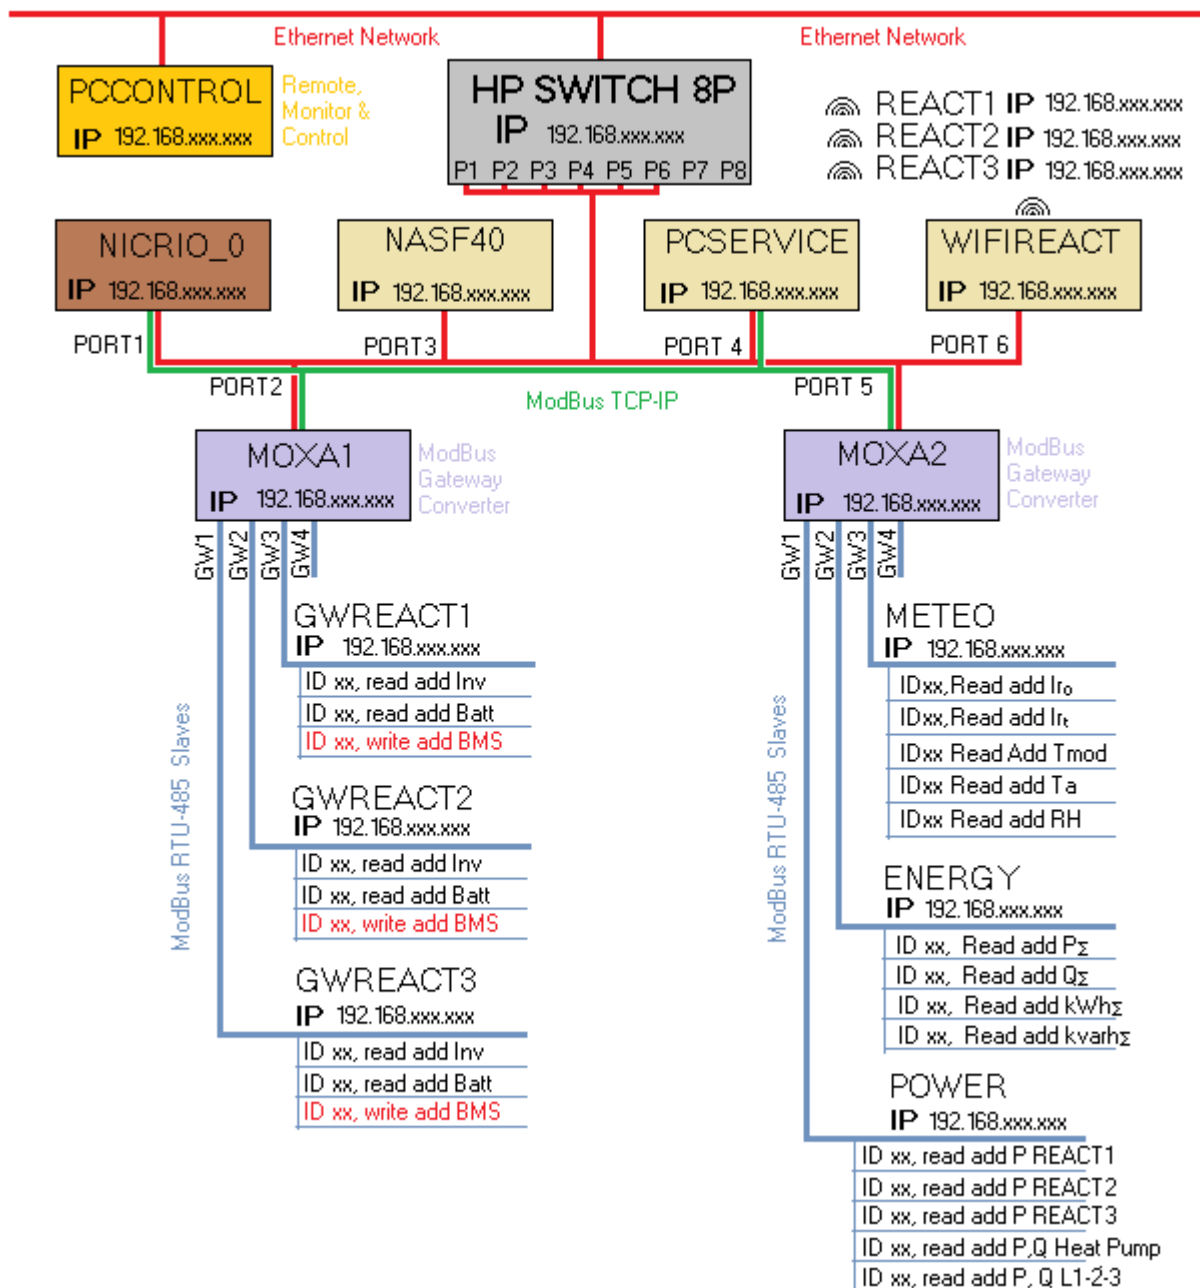 Ethernet Network
Ethernet Network
PCCONTROL
IP 192.168.xxx.xxx
Remote,
Monitor &
Control
HP SWITCH 8P
IP 192.168.xxx.xxx
P1 P2 P3 P4 P5 P6 P7 P8
REACT1 IP 192.168.xxx.xxx
REACT2 IP 192.168.xxx.xxx
REACT3 IP 192.168.xxx.xxx
NICRIO_0
IP 192.168.xxx.xxx
NASF40
IP 192.168.xxx.xxx
PCSERVICE
IP 192.168.xxx.xxx
WIFIREACT
IP 192.168.xxx.xxx
PORT1
PORT3
PORT 4
PORT 6
PORT2
PORT 5
ModBus TCP-IP
MOXA1
IP 192.168.xxx.xxx
ModBus
Gateway
Converter
MOXA2
IP 192.168.xxx.xxx
ModBus
Gateway
Converter
GW1
GW2
GW3
GW4
GW1
GW2
GW3
GW4
ModBus RTU-485 Slaves
GWREACT1
IP 192.168.xxx.xxx
ID xx, read add Inv
ID xx, read add Batt
ID xx, write add BMS
GWREACT2
IP 192.168.xxx.xxx
ID xx, read add Inv
ID xx, read add Batt
ID xx, write add BMS
GWREACT3
IP 192.168.xxx.xxx
ID xx, read add Inv
ID xx, read add Batt
ID xx, write add BMS
ModBus RTU-485 Slaves
METEO
IP 192.168.xxx.xxx
IDxx,Read add Iro
IDxx,Read add Irt
IDxx Read Add Tmod
IDxx Read add Ta
IDxx Read add RH
ENERGY
IP 192.168.xxx.xxx
ID xx, Read add PΣ
ID xx, Read add QΣ
ID xx, Read add kWhΣ
ID xx, Read add kvarhΣ
POWER
IP 192.168.xxx.xxx
ID xx, read add P REACT1
ID xx, read add P REACT2
ID xx, read add P REACT3
ID xx, read add P,Q Heat Pump
ID xx, read add P, Q L1-2-3